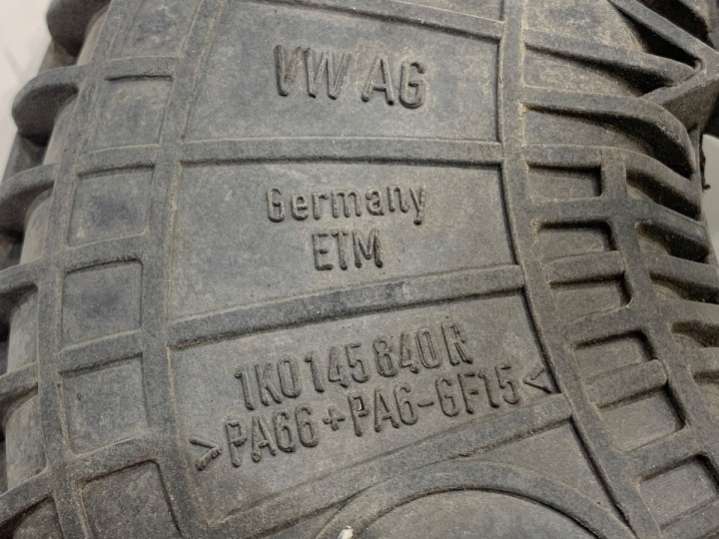 VW AG
Germany
ETM
1K0 145 840 R
>PA66+PA6-GF15<